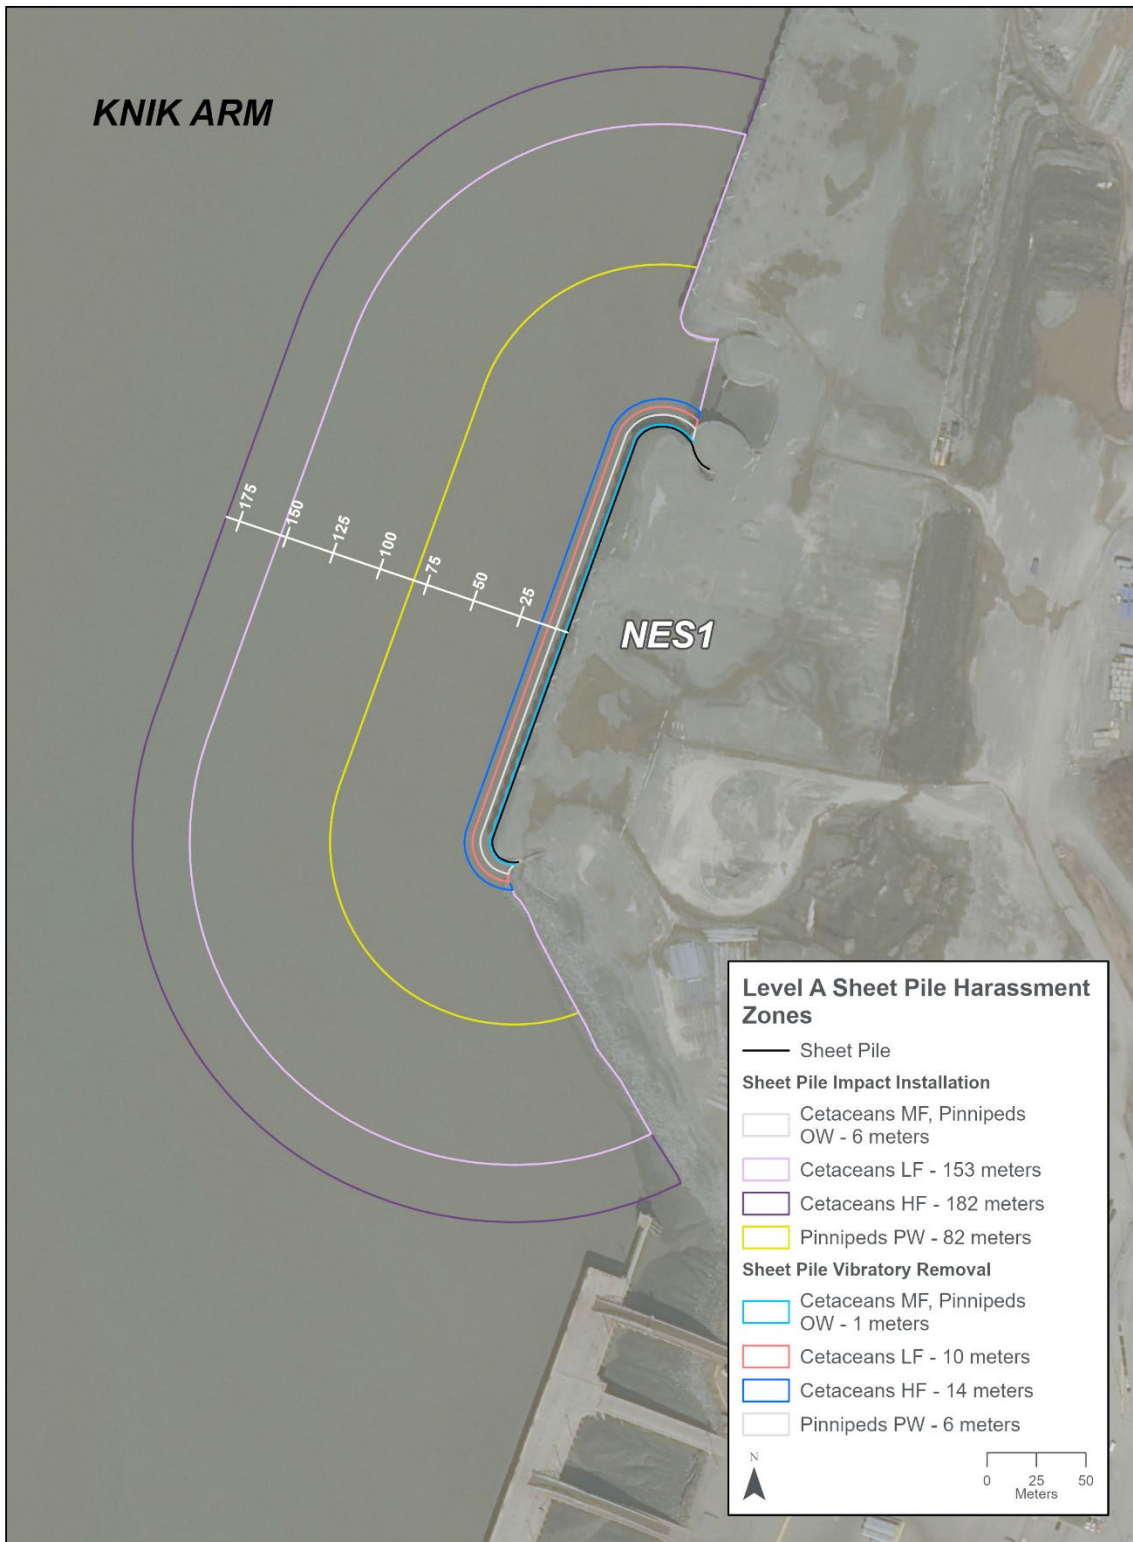 KNIK ARM
175
150
125
100
75
50
25
NES1
Level A Sheet Pile Harassment
Zones
Sheet Pile
Sheet Pile Impact Installation
Cetaceans MF, Pinnipeds
OW - 6 meters
Cetaceans LF - 153 meters
Cetaceans HF - 182 meters
Pinnipeds PW - 82 meters
Sheet Pile Vibratory Removal
Cetaceans MF, Pinnipeds
OW - 1 meters
Cetaceans LF - 10 meters
Cetaceans HF - 14 meters
Pinnipeds PW - 6 meters
N
0 25 50
Meters